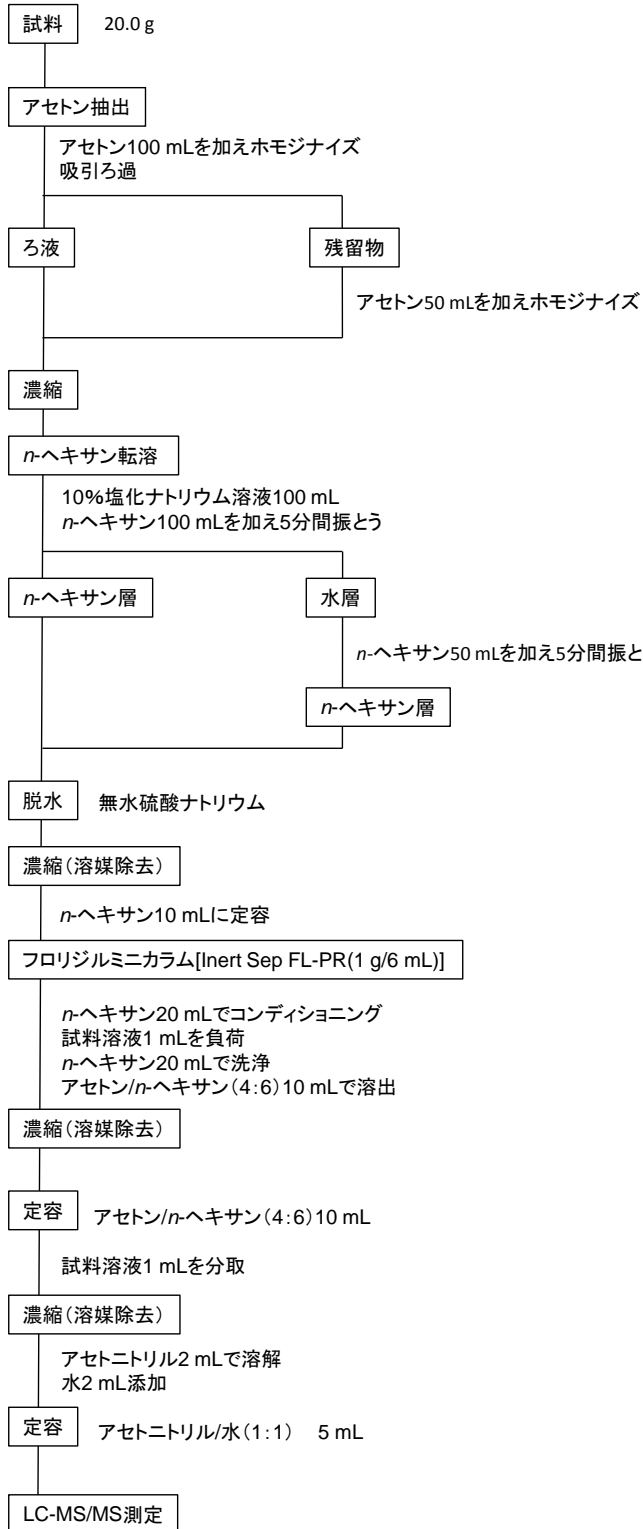 試料 20.0 g
アセトン抽出
アセトン100 mLを加えホモジナイズ
吸引ろ過
ろ液 残留物
アセトン50 mLを加えホモジナイズ
濃縮
n-ヘキサン転溶
10%塩化ナトリウム溶液100 mL
n-ヘキサン100 mLを加え5分間振とう
n-ヘキサン層 水層
n-ヘキサン50 mLを加え5分間振と
n-ヘキサン層
脱水 無水硫酸ナトリウム
濃縮(溶媒除去)
n-ヘキサン10 mLに定容
フロリジルミニカラム[Inert Sep FL-PR(1 g/6 mL)]
n-ヘキサン20 mLでコンディショニング
試料溶液1 mLを負荷
n-ヘキサン20 mLで洗浄
アセトン/n-ヘキサン(4:6)10 mLで溶出
濃縮(溶媒除去)
定容 アセトン/n-ヘキサン(4:6)10 mL
試料溶液1 mLを分取
濃縮(溶媒除去)
アセトニトリル2 mLで溶解
水2 mL添加
定容 アセトニトリル/水(1:1) 5 mL
LC-MS/MS測定